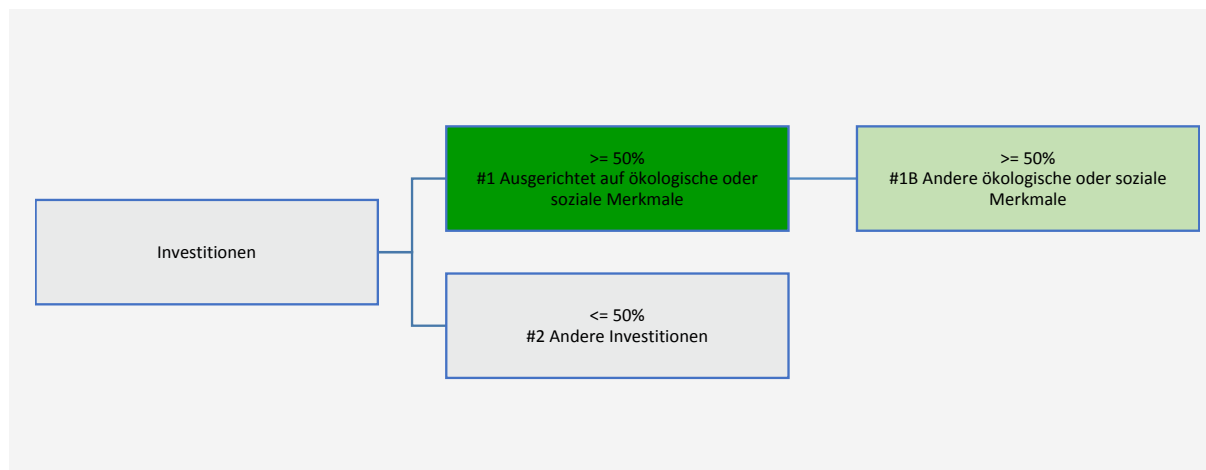 Investitionen
>= 50%
#1 Ausgerichtet auf ökologische oder
soziale Merkmale
>= 50%
#1B Andere ökologische oder soziale
Merkmale
<= 50%
#2 Andere Investitionen